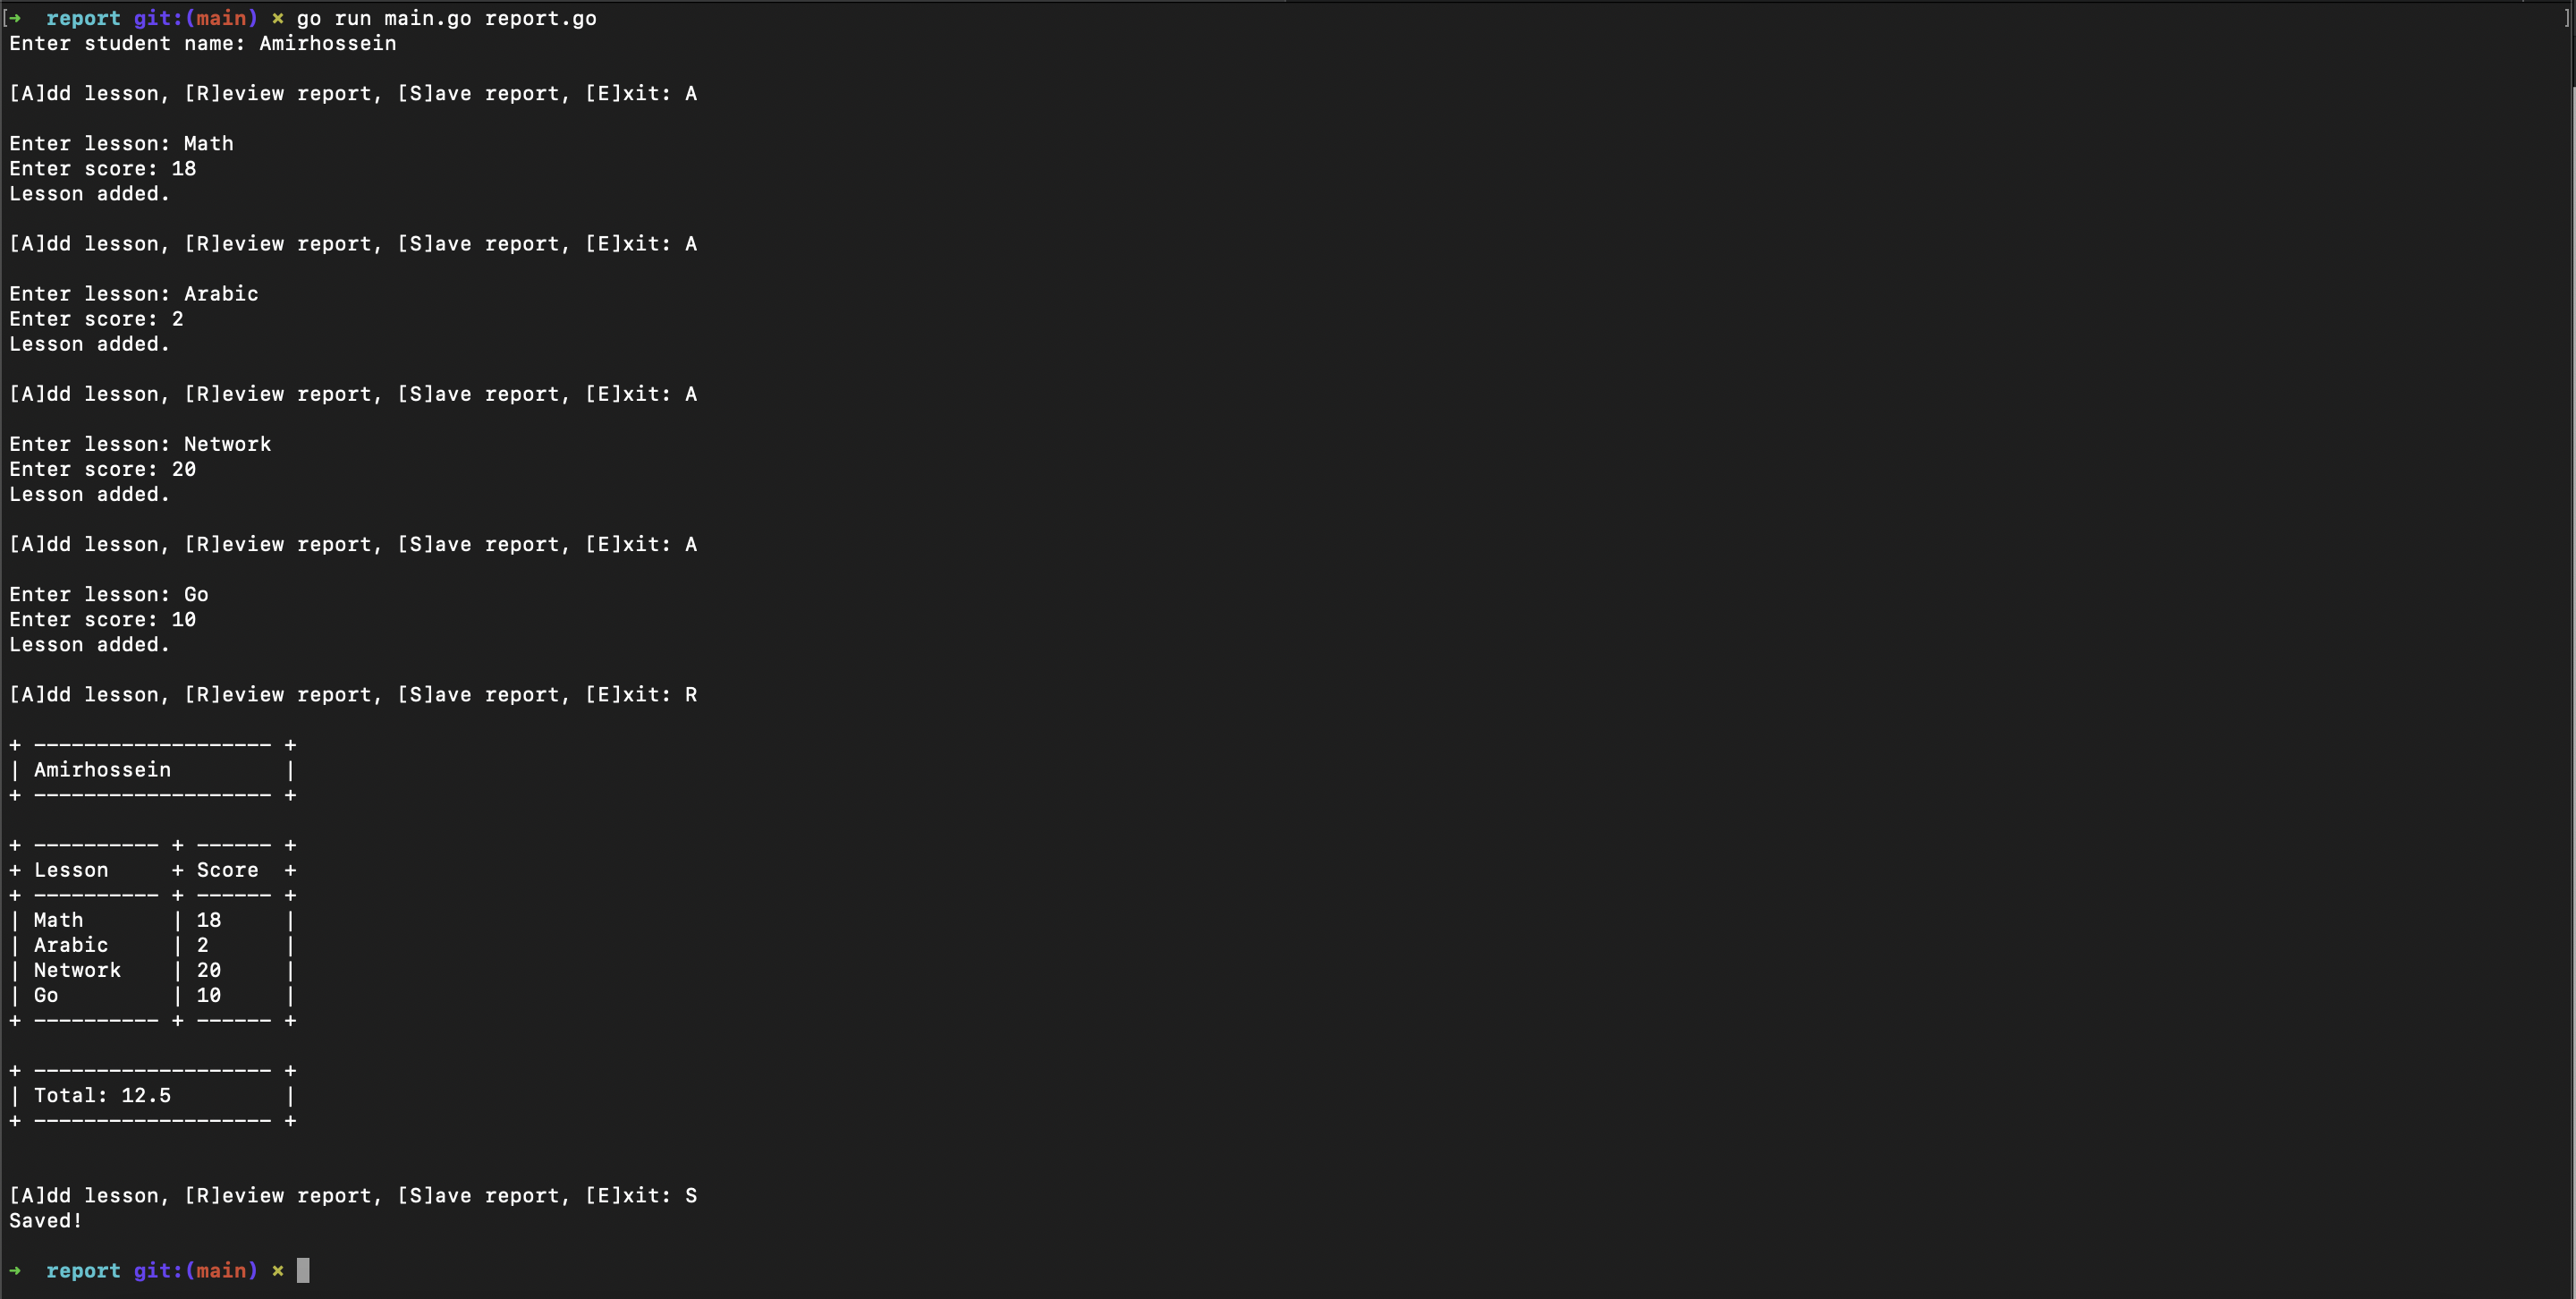 [➜  report git:(main) ✗ go run main.go report.go ]
Enter student name: Amirhossein

[A]dd lesson, [R]eview report, [S]ave report, [E]xit: A

Enter lesson: Math
Enter score: 18
Lesson added.

[A]dd lesson, [R]eview report, [S]ave report, [E]xit: A

Enter lesson: Arabic
Enter score: 2
Lesson added.

[A]dd lesson, [R]eview report, [S]ave report, [E]xit: A

Enter lesson: Network
Enter score: 20
Lesson added.

[A]dd lesson, [R]eview report, [S]ave report, [E]xit: A

Enter lesson: Go
Enter score: 10
Lesson added.

[A]dd lesson, [R]eview report, [S]ave report, [E]xit: R

+ ------------------- +
| Amirhossein         |
+ ------------------- +

+ ---------- + ------ +
+ Lesson     + Score  +
+ ---------- + ------ +
| Math       | 18     |
| Arabic     | 2      |
| Network    | 20     |
| Go         | 10     |
+ ---------- + ------ +

+ ------------------- +
| Total: 12.5         |
+ ------------------- +


[A]dd lesson, [R]eview report, [S]ave report, [E]xit: S
Saved!

➜  report git:(main) ✗